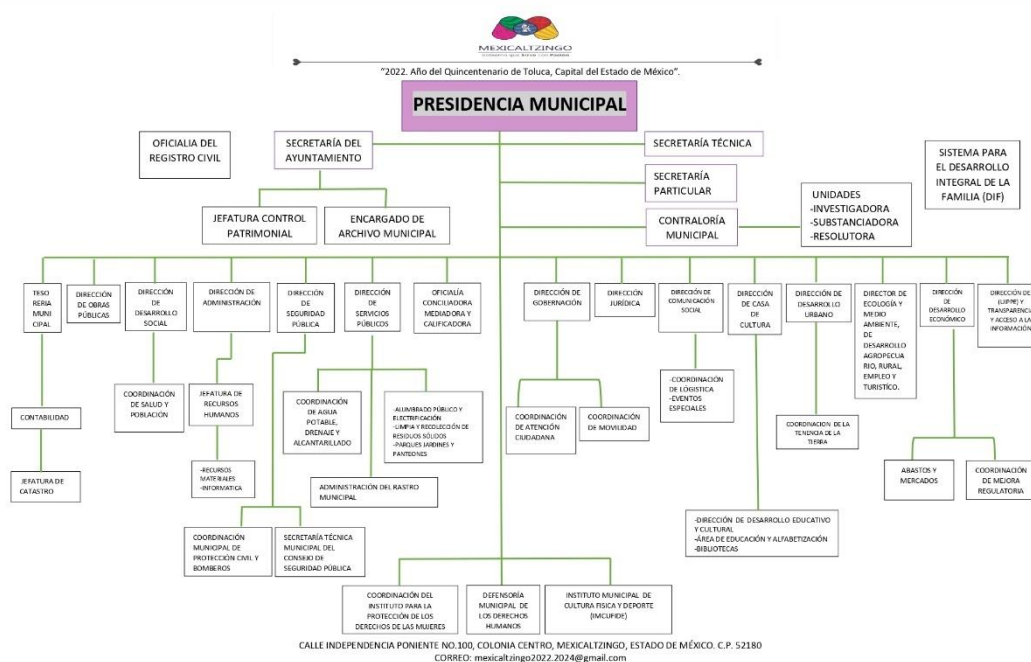 MEXICALTZINGO
"2022. Año del Quincentenario de Toluca, Capital del Estado de México".
PRESIDENCIA MUNICIPAL
OFICIALIA DEL
REGISTRO CIVIL
SECRETARÍA DEL
AYUNTAMIENTO
SECRETARÍA TÉCNICA
SISTEMA PARA
EL DESARROLLO
INTEGRAL DE LA
FAMILIA (DIF)
SECRETARÍA
PARTICULAR
JEFATURA CONTROL
PATRIMONIAL
ENCARGADO DE
ARCHIVO MUNICIPAL
CONTRALORÍA
MUNICIPAL
UNIDADES
-INVESTIGADORA
-SUBSTANCIADORA
-RESOLUTORA
TESO
RERIA
MUNI
CIPAL
DIRECCIÓN
DE OBRAS
PÚBLICAS
DIRECCIÓN
DE
DESARROLLO
SOCIAL
DIRECCIÓN DE
ADMINISTRACIÓN
DIRECCIÓN
DE
SEGURIDAD
PÚBLICA
DIRECCIÓN
DE
SERVICIOS
PÚBLICOS
OFICIALÍA
CONCILIADORA
MEDIADORA Y
CALIFICADORA
DIRECCIÓN DE
GOBERNACIÓN
DIRECCIÓN
JURÍDICA
DIRECCIÓN DE
COMUNICACIÓN
SOCIAL
DIRECCIÓN
DE CASA
DE
CULTURA
DIRECCIÓN DE
DESARROLLO
URBANO
DIRECTOR DE
ECOLOGÍA Y
MEDIO
AMBIENTE,
DE
DESARROLLO
AGROPECUA
RIO, RURAL,
EMPLEO Y
TURÍSTICO.
DIRECCIÓN
DE
DESARROLLO
ECONÓMICO
DIRECCIÓN DE
(UIPPE) Y
TRANSPARENCIA
Y ACCESO A LA
INFORMACIÓN
CONTABILIDAD
COORDINACIÓN
DE SALUD Y
POBLACIÓN
JEFATURA DE
RECURSOS
HUMANOS
COORDINACIÓN
DE AGUA
POTABLE,
DRENAJE Y
ALCANTARILLADO
-ALUMBRADO PÚBLICO Y
ELECTRIFICACIÓN
-LIMPIA Y RECOLECCIÓN DE
RESIDUOS SÓLIDOS
-PARQUES JARDINES Y
PANTEONES
COORDINACIÓN
DE ATENCIÓN
CIUDADANA
COORDINACIÓN
DE MOVILIDAD
-COORDINACIÓN
DE LÓGISTICA
-EVENTOS
ESPECIALES
COORDINACION DE LA
TENENCIA DE LA
TIERRA
JEFATURA DE
CATASTRO
-RECURSOS
MATERIALES
-INFORMATICA
ADMINISTRACIÓN DEL RASTRO
MUNICIPAL
ABASTOS Y
MERCADOS
COORDINACIÓN
DE MEJORA
REGULATORIA
COORDINACIÓN
MUNICIPAL DE
PROTECCIÓN CIVIL Y
BOMBEROS
SECRETARÍA TÉCNICA
MUNICIPAL DEL
CONSEJO DE
SEGURIDAD PÚBLICA
-DIRECCIÓN DE DESARROLLO EDUCATIVO
Y CULTURAL
-ÁREA DE EDUCACIÓN Y ALFABETIZACIÓN
-BIBLIOTECAS
COORDINACIÓN DEL
INSTITUTO PARA LA
PROTECCIÓN DE LOS
DERECHOS DE LAS MUJERES
DEFENSORÍA
MUNICIPAL DE
LOS DERECHOS
HUMANOS
INSTITUTO MUNICIPAL DE
CULTURA FISICA Y DEPORTE
(IMCUFIDE)
CALLE INDEPENDENCIA PONIENTE NO.100, COLONIA CENTRO, MEXICALTZINGO, ESTADO DE MÉXICO. C.P. 52180
CORREO: mexicaltzingo2022.2024@gmail.com